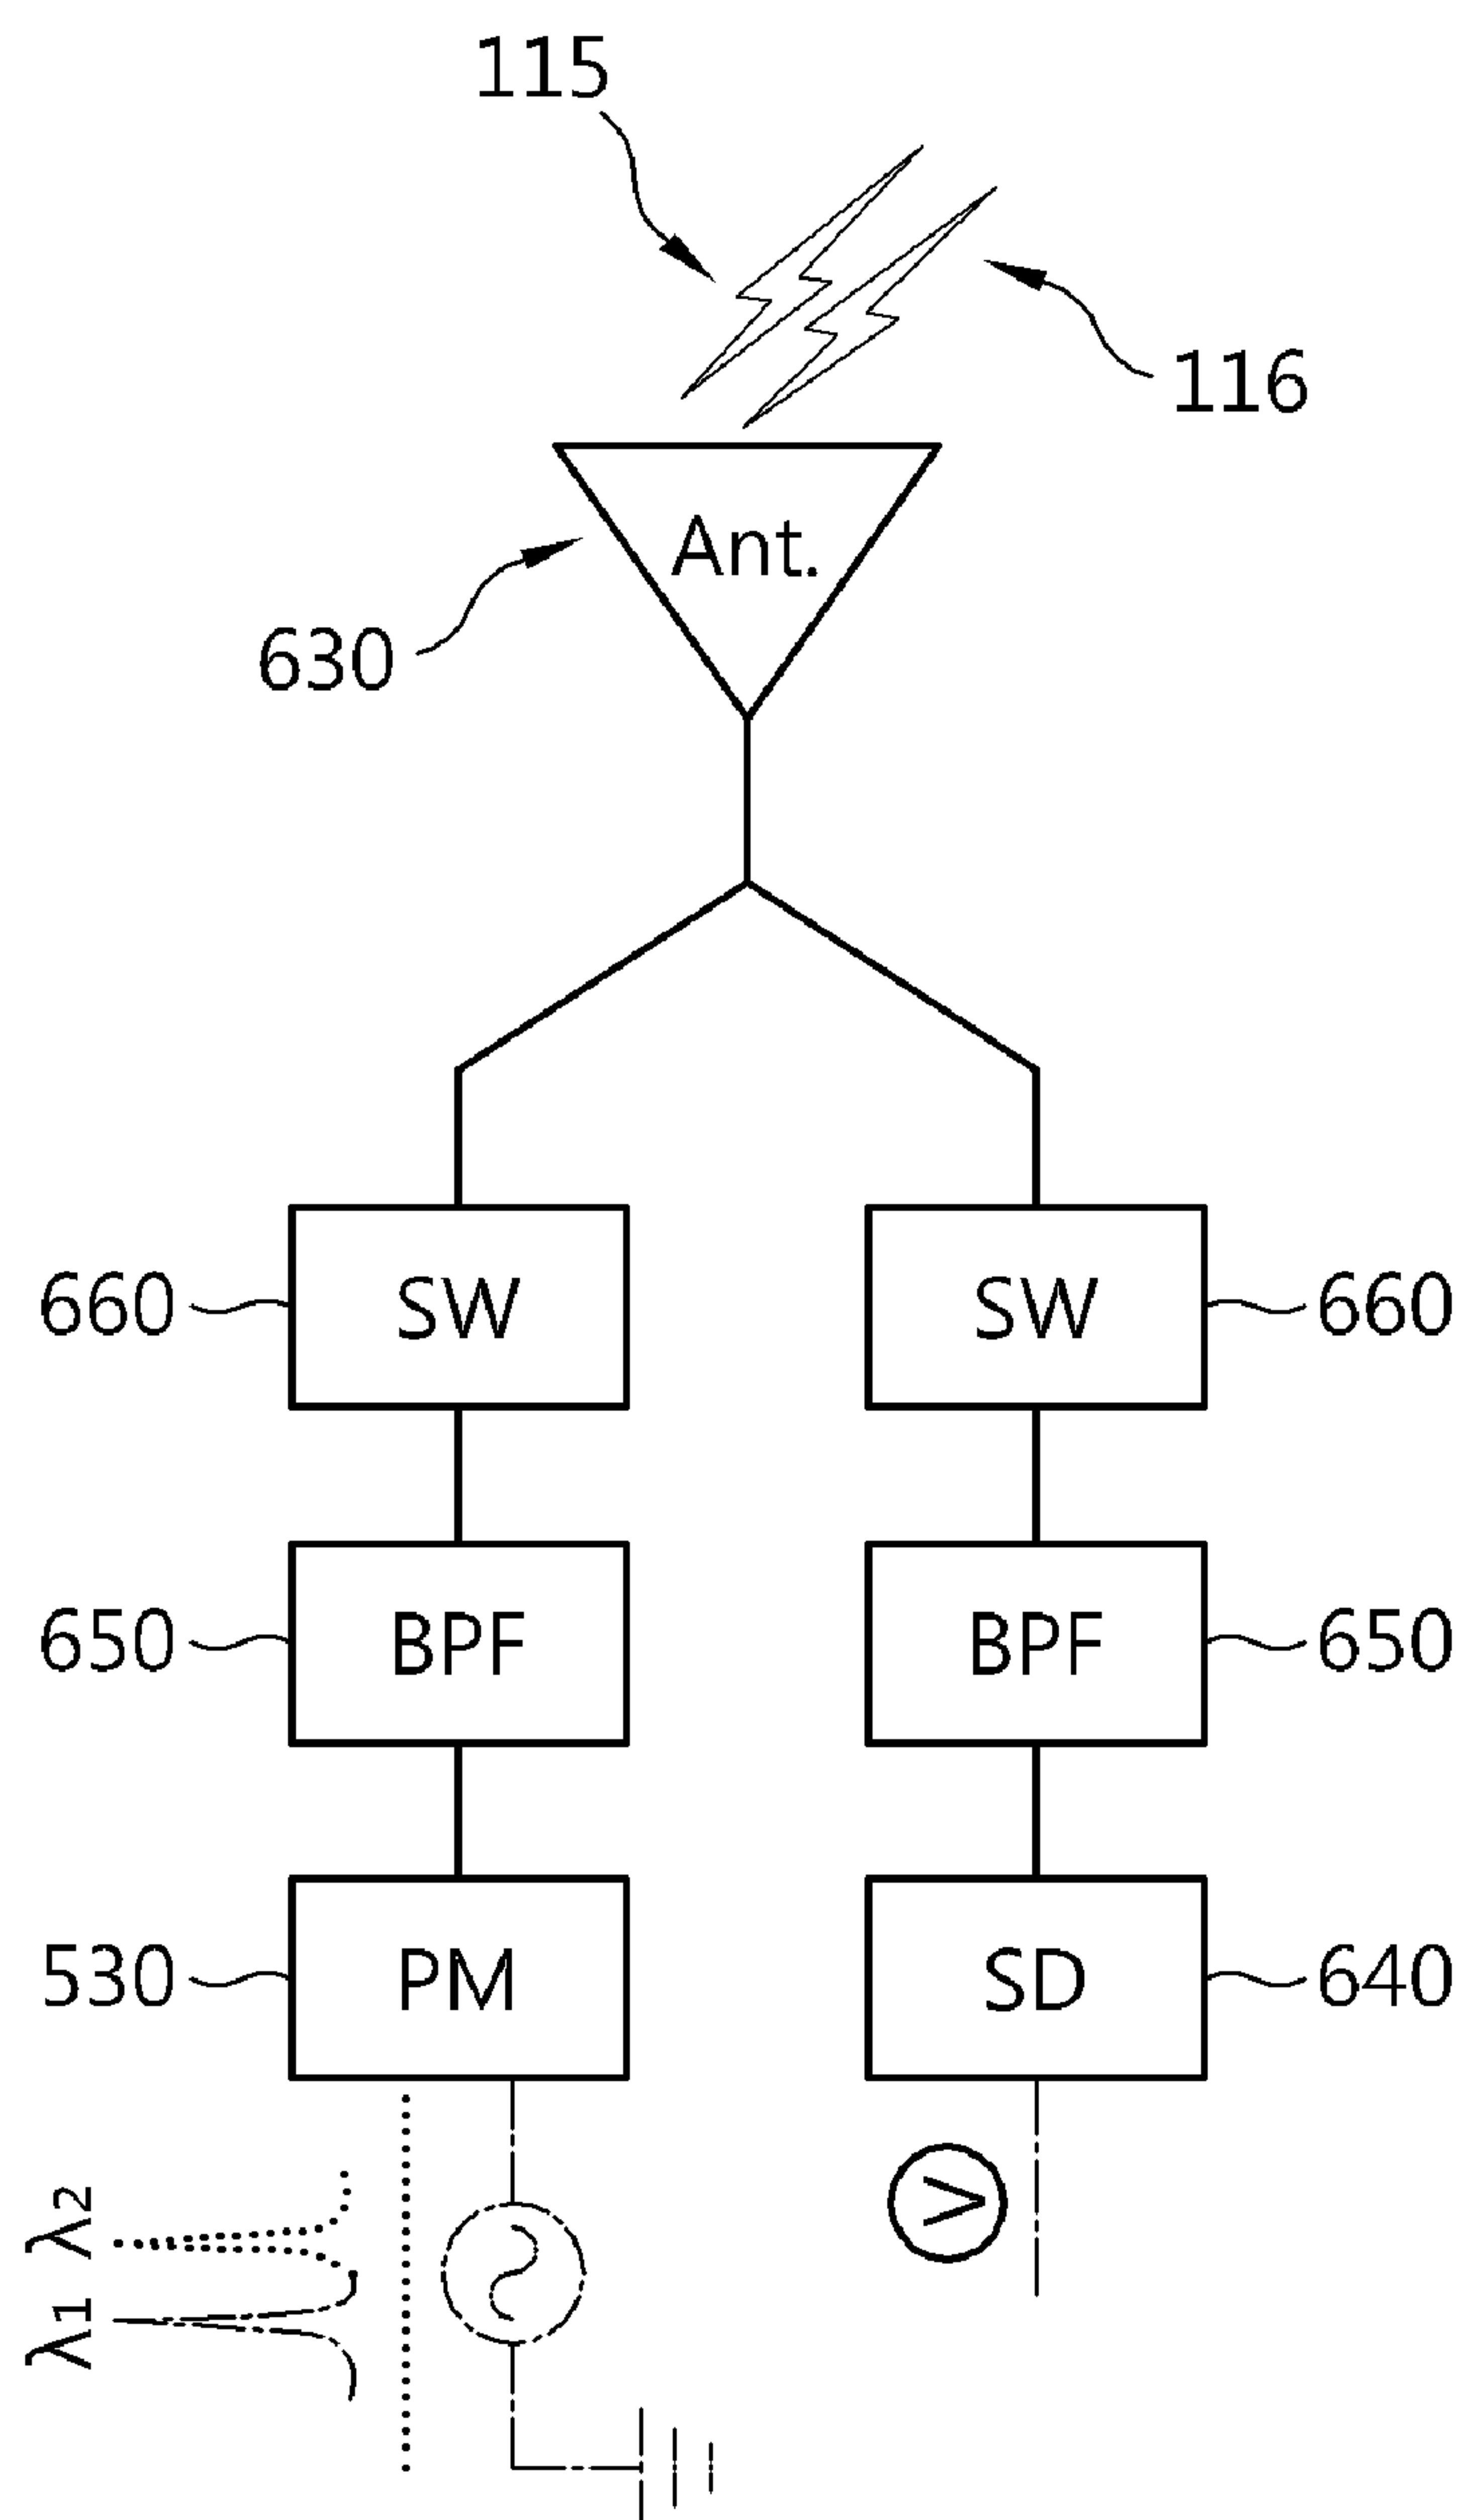 115
116
Ant.
630
660 SW SW 660
650 BPF BPF 650
530 PM SD 640
λ1 λ2
V